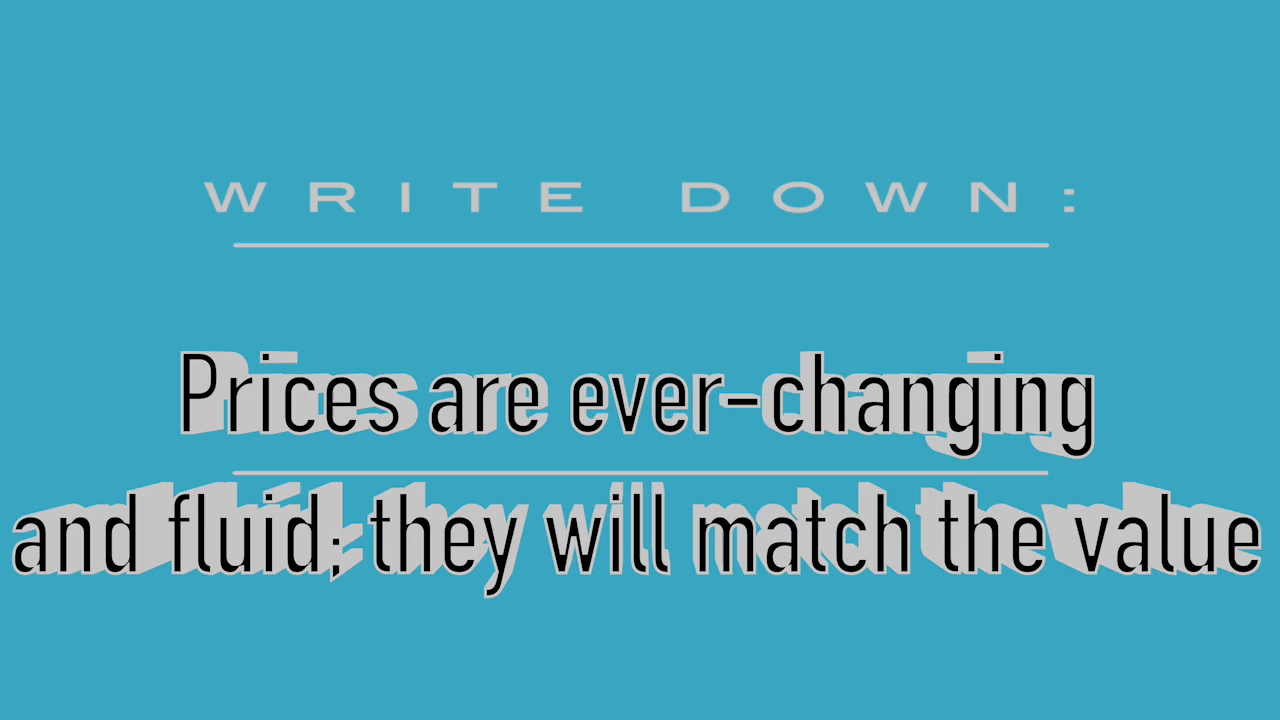 WRITE DOWN:
Prices are ever-changing
and fluid; they will match the value